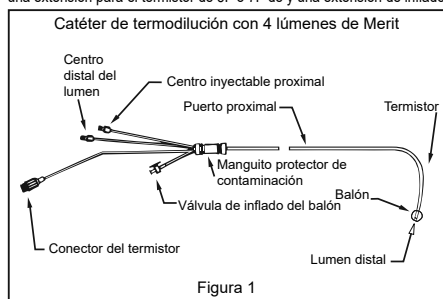 Catéter de termodilución con 4 lúmenes de Merit
Centro
distal del
lumen
Centro inyectable proximal
Puerto proximal
Termistor
Manguito protector de
contaminación
Válvula de inflado del balón
Balón
Conector del termistor
Lumen distal
Figura 1